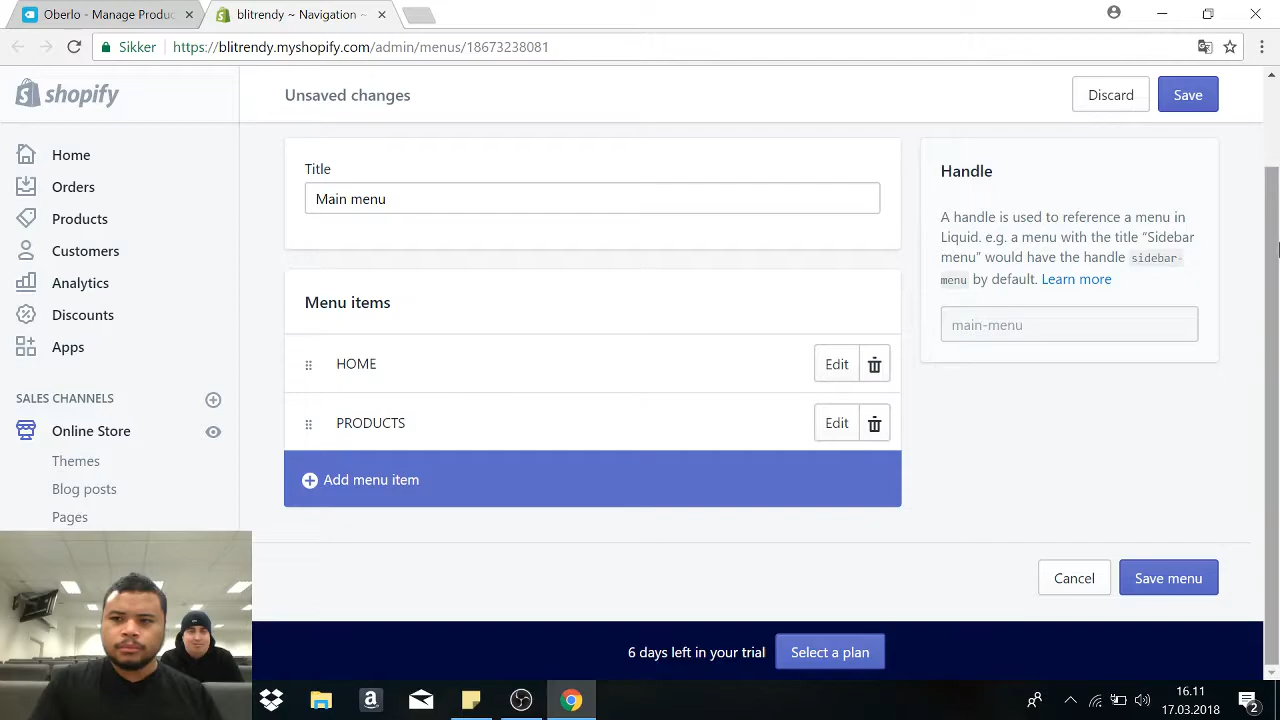 Oberlo - Manage Produc
blitrendy ~ Navigation ~
Sikker
https://blitrendy.myshopify.com/admin/menus/18673238081
shopify
Unsaved changes
Discard
Save
Home
Orders
Products
Customers
Analytics
Discounts
Apps
SALES CHANNELS
Online Store
Themes
Blog posts
Pages
Title
Main menu
Menu items
HOME
Edit
PRODUCTS
Edit
Add menu item
Handle
A handle is used to reference a menu in
Liquid. e.g. a menu with the title “Sidebar
menu” would have the handle sidebar-
menu by default. Learn more
main-menu
Cancel
Save menu
6 days left in your trial
Select a plan
16.11
17.03.2018
2